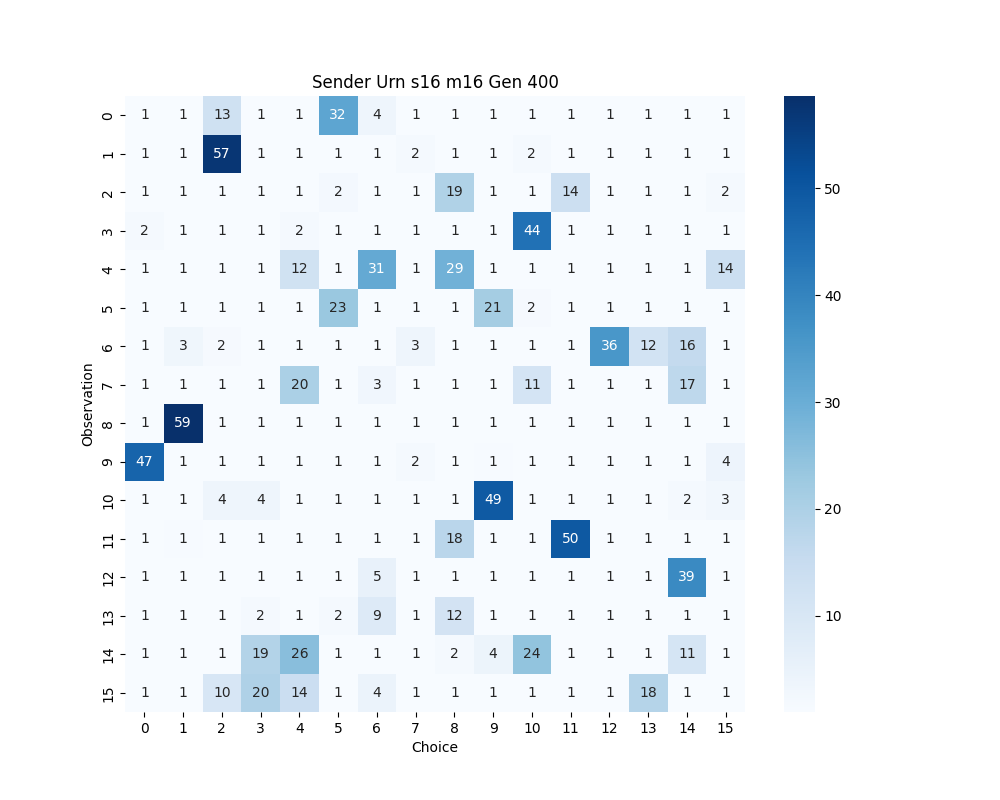 Sender Urn s16 m16 Gen 400
0 1 1 13 1 1 32 4 1 1 1 1 1 1 1 1 1
1 1 1 57 1 1 1 1 2 1 1 2 1 1 1 1 1
2 1 1 1 1 1 2 1 1 19 1 1 14 1 1 1 2
3 2 1 1 1 2 1 1 1 1 1 44 1 1 1 1 1
4 1 1 1 1 12 1 31 1 29 1 1 1 1 1 1 14
5 1 1 1 1 1 23 1 1 1 21 2 1 1 1 1 1
6 1 3 2 1 1 1 1 3 1 1 1 1 36 12 16 1
7 1 1 1 1 20 1 3 1 1 1 11 1 1 1 17 1
8 1 59 1 1 1 1 1 1 1 1 1 1 1 1 1 1
9 47 1 1 1 1 1 1 2 1 1 1 1 1 1 1 4
10 1 1 4 4 1 1 1 1 1 49 1 1 1 1 2 3
11 1 1 1 1 1 1 1 1 18 1 1 50 1 1 1 1
12 1 1 1 1 1 1 5 1 1 1 1 1 1 1 39 1
13 1 1 1 2 1 2 9 1 12 1 1 1 1 1 1 1
14 1 1 1 19 26 1 1 1 2 4 24 1 1 1 11 1
15 1 1 10 20 14 1 4 1 1 1 1 1 1 18 1 1
0 1 2 3 4 5 6 7 8 9 10 11 12 13 14 15
Choice
Observation
50
40
30
20
10